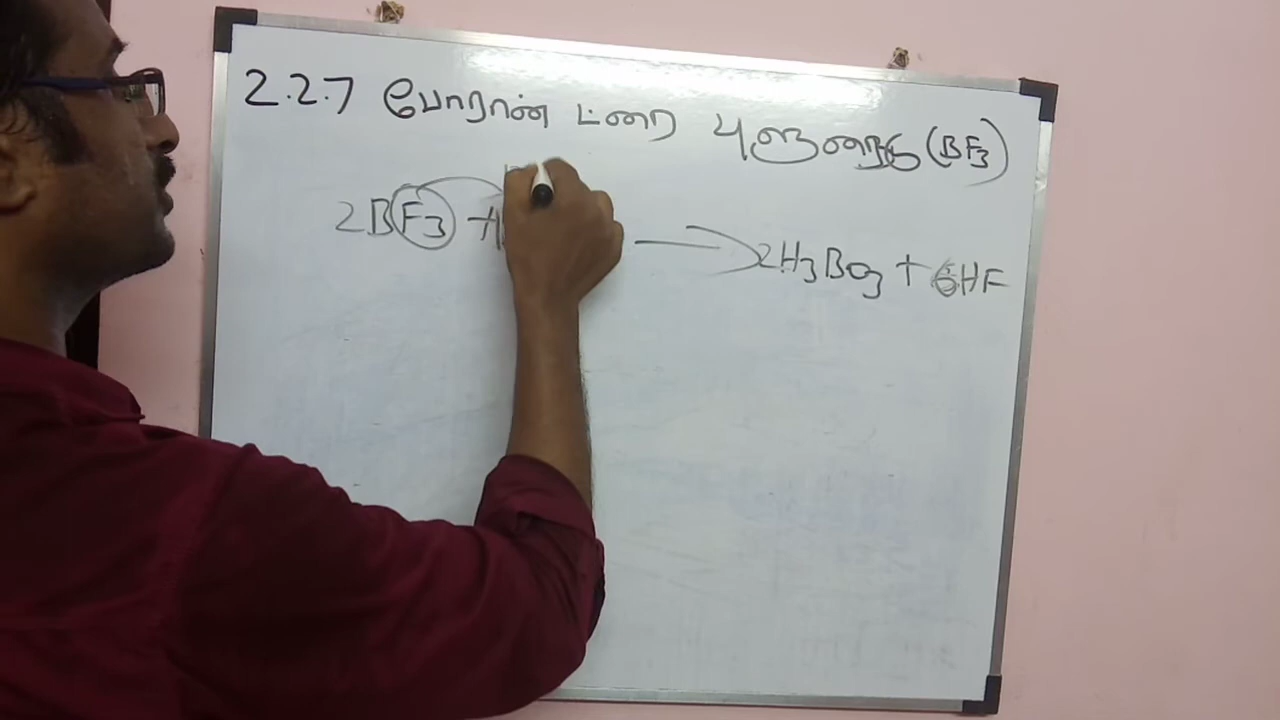 2.2.7 போரான் ட்ரை புளூரைடு (BF3)
2BF3 + H → 2H3BO3 + 6HF